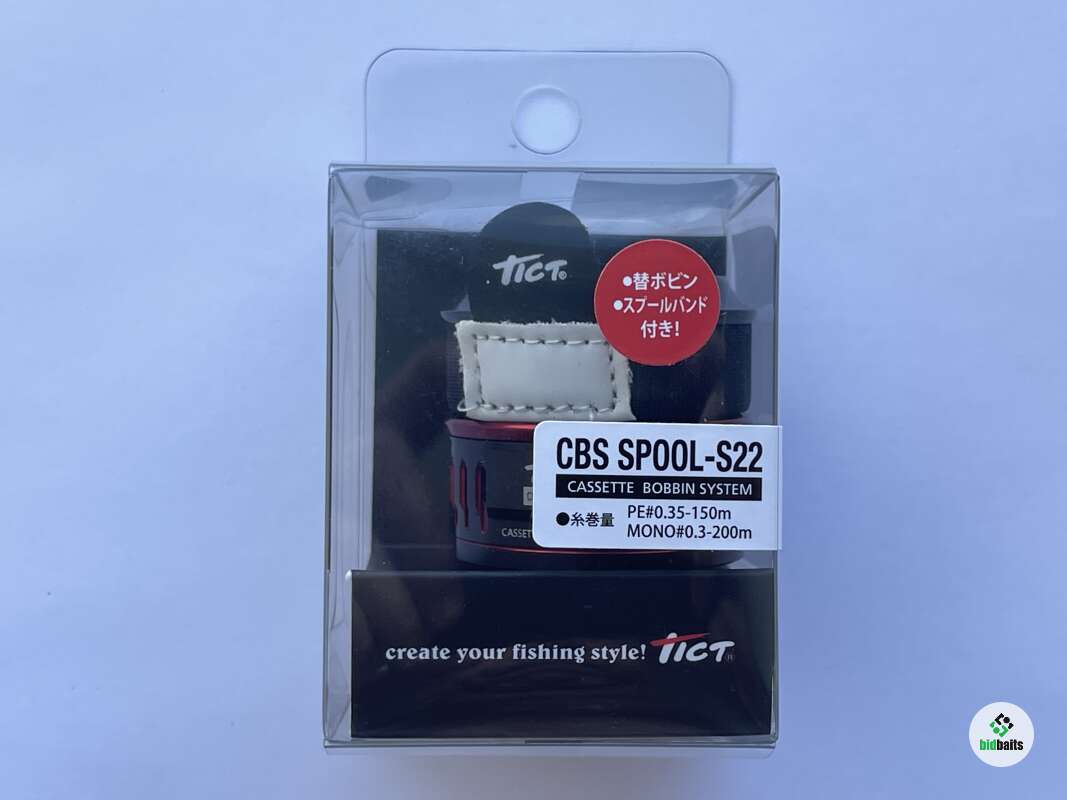 TICT®
●替ボビン
●スプールバンド
付き!
CBS SPOOL-S22
CASSETTE BOBBIN SYSTEM
●糸巻量 PE#0.35-150m
MONO#0.3-200m
create your fishing style! TICT®
bidbaits